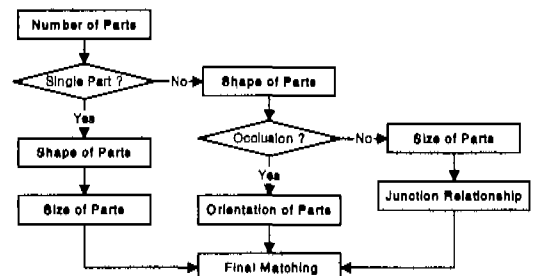 Number of Parts
Single Part ?
No
Shape of Parts
Yes
Occlusion ?
No
Size of Parts
Shape of Parts
Yes
Size of Parts
Orientation of Parts
Junction Relationship
Final Matching